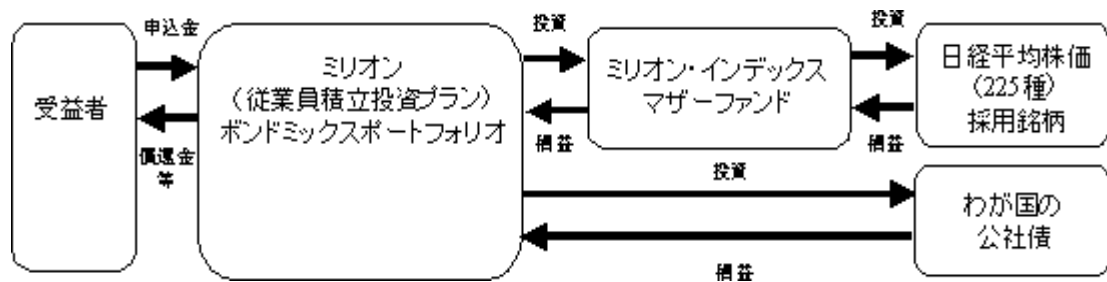 受益者
申込金
償還金
等
ミリオン
(従業員積立投資プラン)
ボンドミックスポートフォリオ
投資
損益
ミリオン・インデックス
マザーファンド
投資
損益
日経平均株価
(225種)
採用銘柄
投資
損益
わが国の
公社債